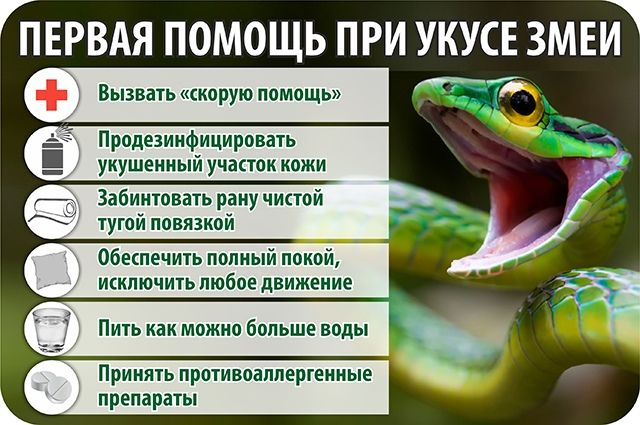 ПЕРВАЯ ПОМОЩЬ ПРИ УКУСЕ ЗМЕИ
Вызвать «скорую помощь»
Продезинфицировать
укушенный участок кожи
Забинтовать рану чистой
тугой повязкой
Обеспечить полный покой,
исключить любое движение
Пить как можно больше воды
Принять противоаллергенные
препараты